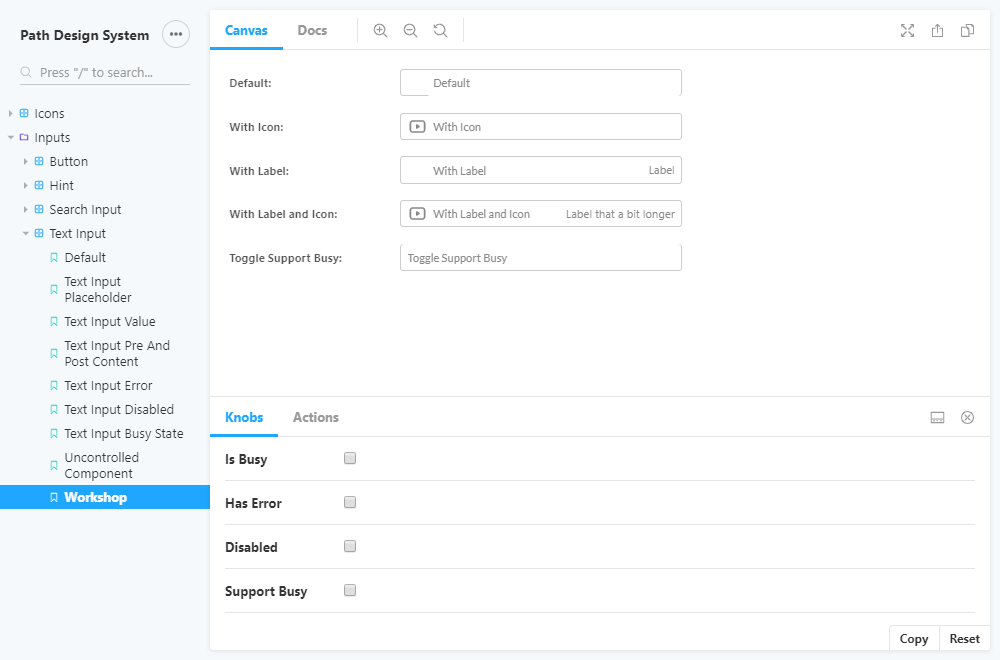 Path Design System
Press "/" to search...
Icons
Inputs
Button
Hint
Search Input
Text Input
Default
Text Input
Placeholder
Text Input Value
Text Input Pre And
Post Content
Text Input Error
Text Input Disabled
Text Input Busy State
Uncontrolled
Component
Workshop
Canvas Docs
Default: Default
With Icon: With Icon
With Label: With Label Label
With Label and Icon: With Label and Icon Label that a bit longer
Toggle Support Busy: Toggle Support Busy
Knobs Actions
Is Busy
Has Error
Disabled
Support Busy
Copy Reset